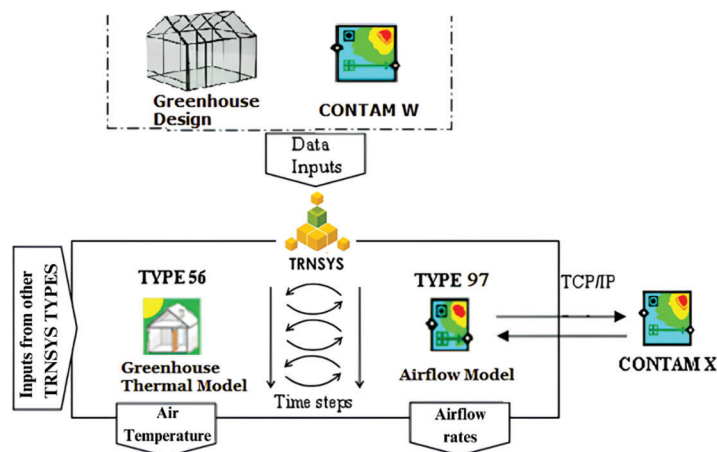 Greenhouse
Design
CONTAM W
Data
Inputs
TRNSYS
Inputs from other
TRNSYS TYPES
TYPE 56
TYPE 97
TCP/IP
Greenhouse
Thermal Model
Airflow Model
CONTAM X
Time steps
Air
Temperature
Airflow
rates